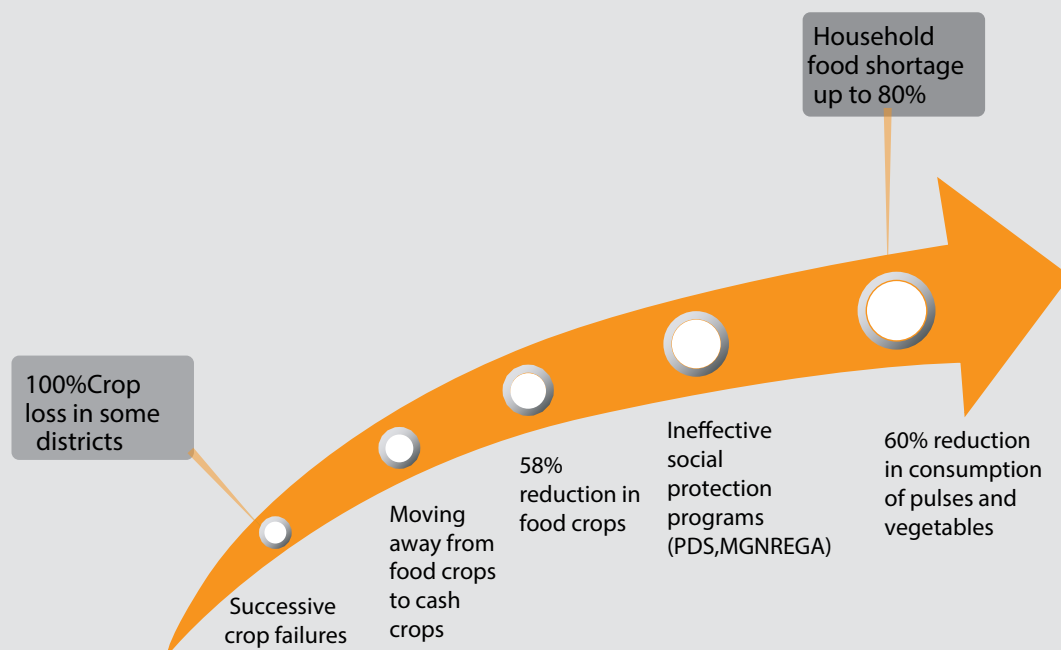 Household
food shortage
up to 80%
100%Crop
loss in some
districts
Successive
crop failures
Moving
away from
food crops
to cash
crops
58%
reduction in
food crops
Ineffective
social
protection
programs
(PDS,MGNREGA)
60% reduction
in consumption
of pulses and
vegetables